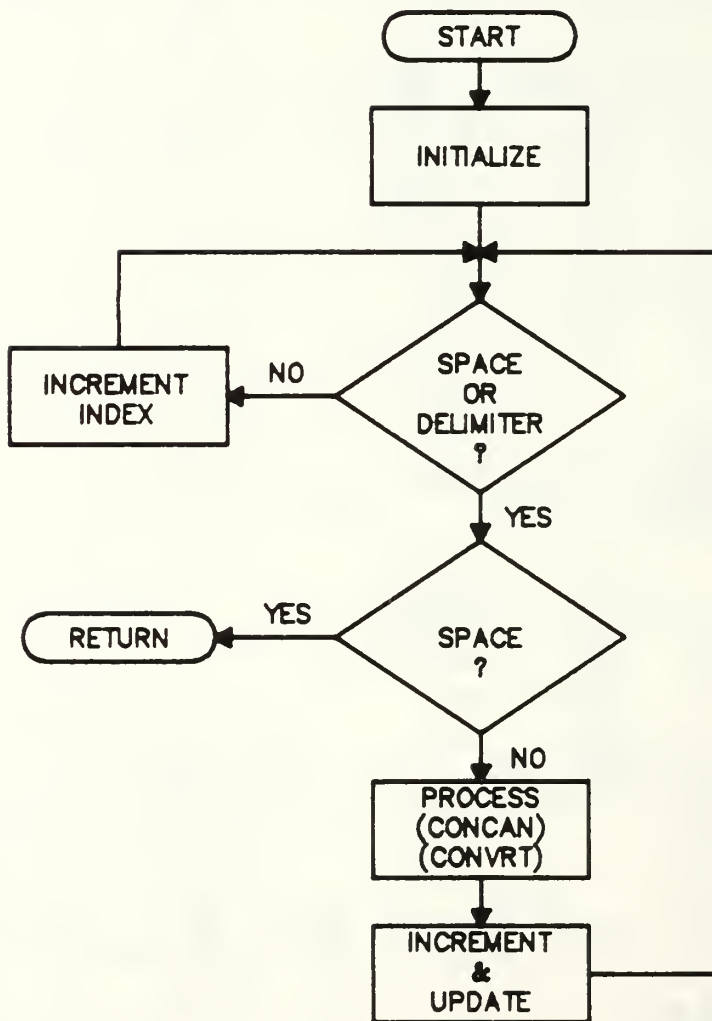 START
INITIALIZE
SPACE
OR
DELIMITER
?
NO
INCREMENT
INDEX
YES
SPACE
?
YES
RETURN
NO
PROCESS
(CONCAN)
(CONVRT)
INCREMENT
&
UPDATE